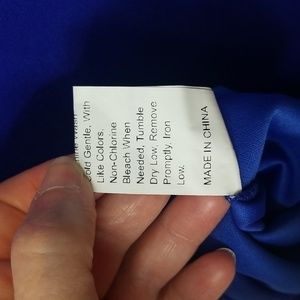 Cold Gentle, With
Like Colors.
Non-chlorine
Bleach When
Needed, Tumble
Dry Low, Remove
Promptly. Iron
Low.
MADE IN CHINA